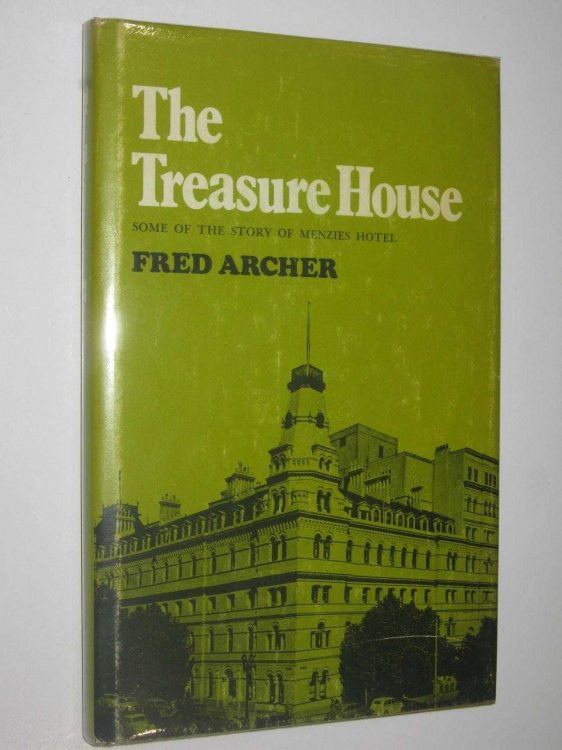 The
Treasure House
SOME OF THE STORY OF MENZIES HOTEL
FRED ARCHER